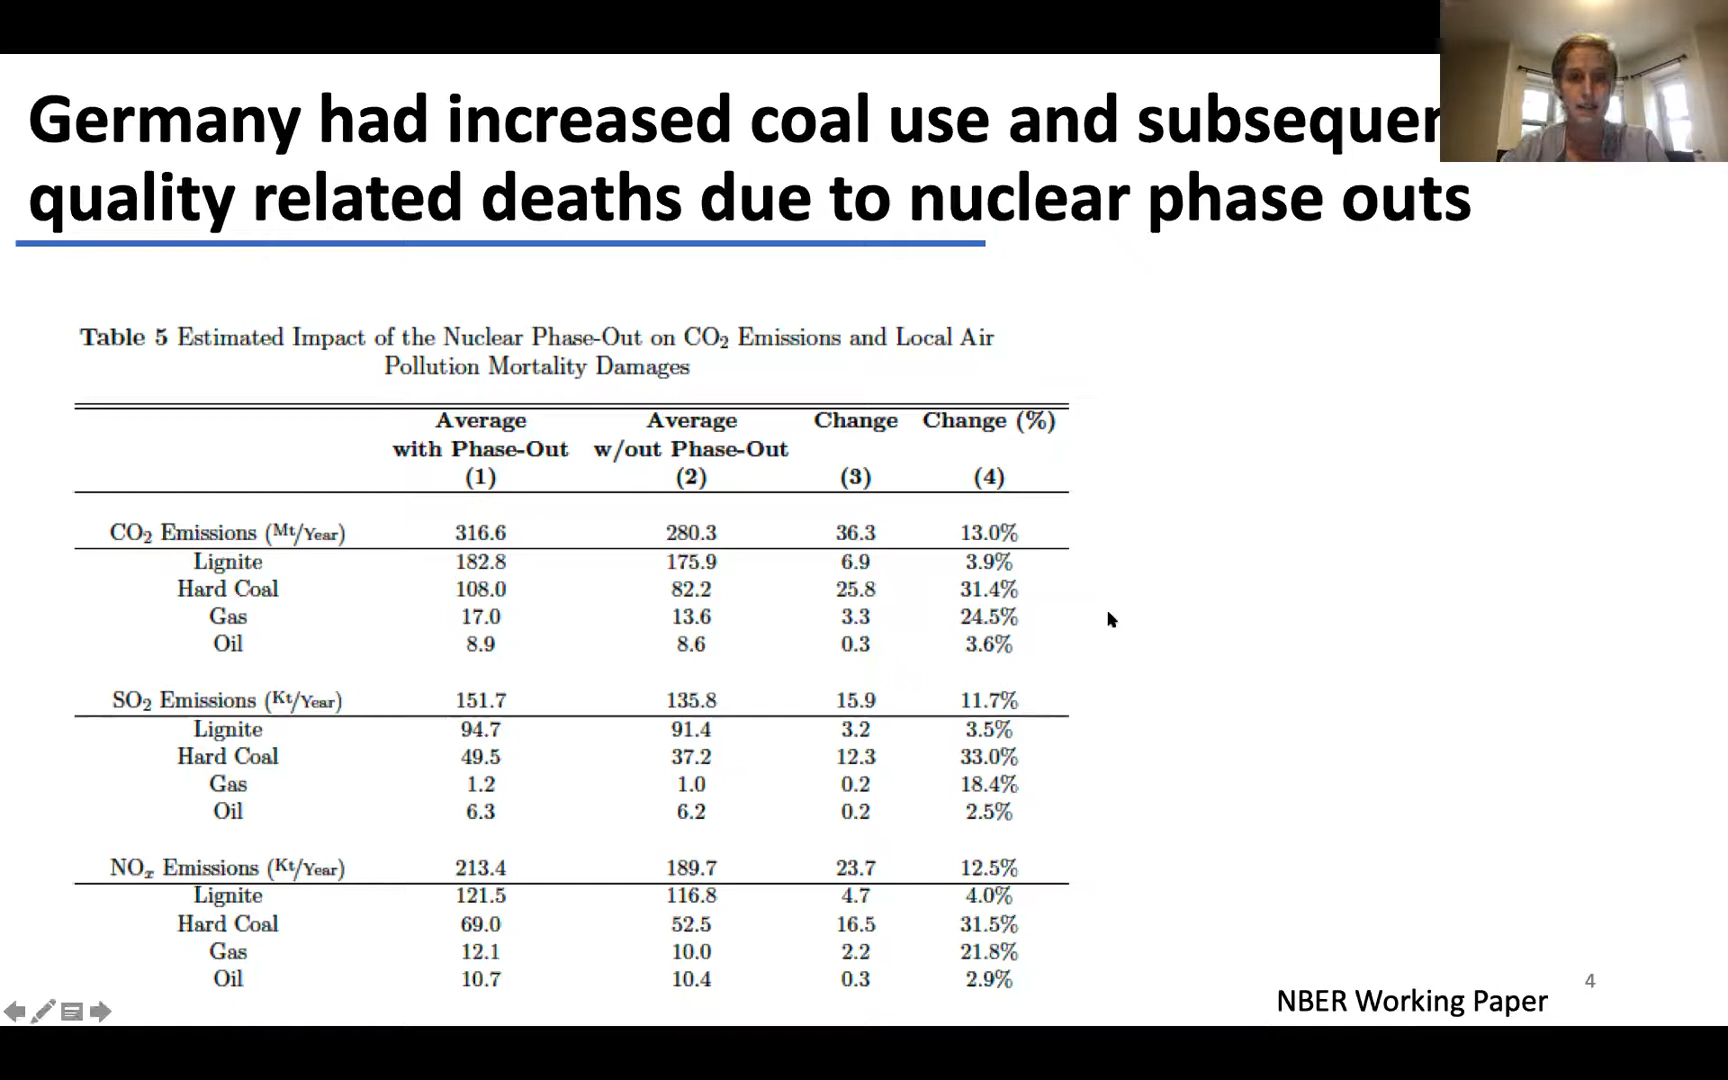 Germany had increased coal use and subsequen
quality related deaths due to nuclear phase outs
Table 5 Estimated Impact of the Nuclear Phase-Out on CO₂ Emissions and Local Air
Pollution Mortality Damages
Average Average Change Change (%)
with Phase-Out w/out Phase-Out
(1) (2) (3) (4)
CO₂ Emissions (Mt/Year) 316.6 280.3 36.3 13.0%
Lignite 182.8 175.9 6.9 3.9%
Hard Coal 108.0 82.2 25.8 31.4%
Gas 17.0 13.6 3.3 24.5%
Oil 8.9 8.6 0.3 3.6%
SO₂ Emissions (Kt/Year) 151.7 135.8 15.9 11.7%
Lignite 94.7 91.4 3.2 3.5%
Hard Coal 49.5 37.2 12.3 33.0%
Gas 1.2 1.0 0.2 18.4%
Oil 6.3 6.2 0.2 2.5%
NOₓ Emissions (Kt/Year) 213.4 189.7 23.7 12.5%
Lignite 121.5 116.8 4.7 4.0%
Hard Coal 69.0 52.5 16.5 31.5%
Gas 12.1 10.0 2.2 21.8%
Oil 10.7 10.4 0.3 2.9%
4
NBER Working Paper